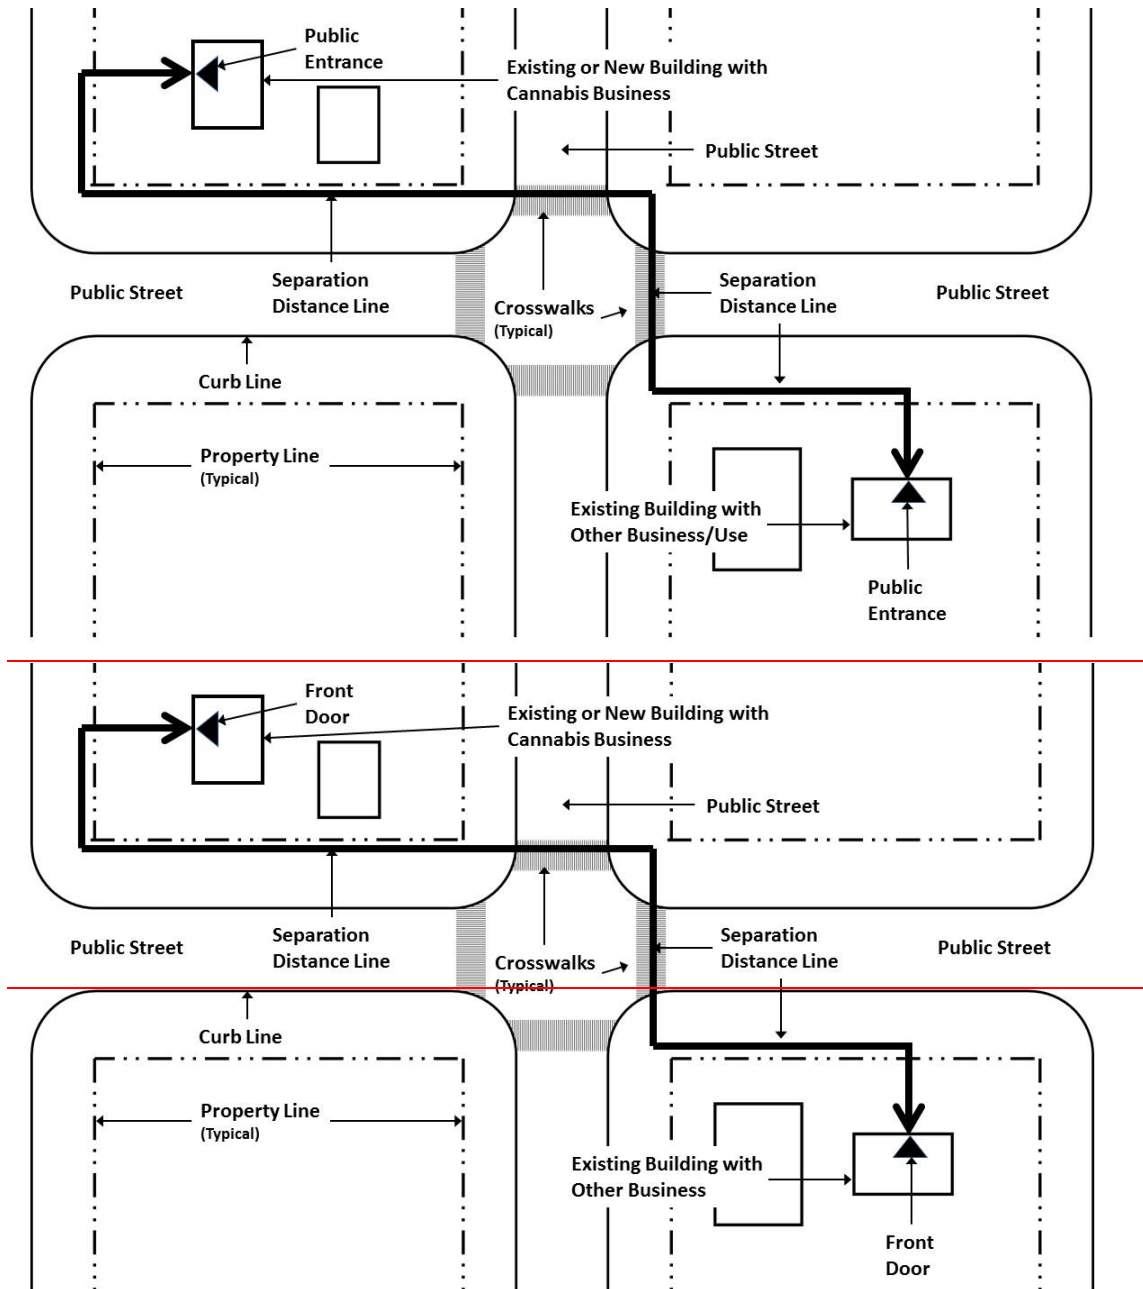 Public
Entrance
Existing or New Building with
Cannabis Business
Public Street
Public Street
Separation
Distance Line
Crosswalks
(Typical)
Separation
Distance Line
Public Street
Curb Line
Property Line
(Typical)
Existing Building with
Other Business/Use
Public
Entrance
Front
Door
Existing or New Building with
Cannabis Business
Public Street
Public Street
Separation
Distance Line
Crosswalks
(Typical)
Separation
Distance Line
Public Street
Curb Line
Property Line
(Typical)
Existing Building with
Other Business
Front
Door